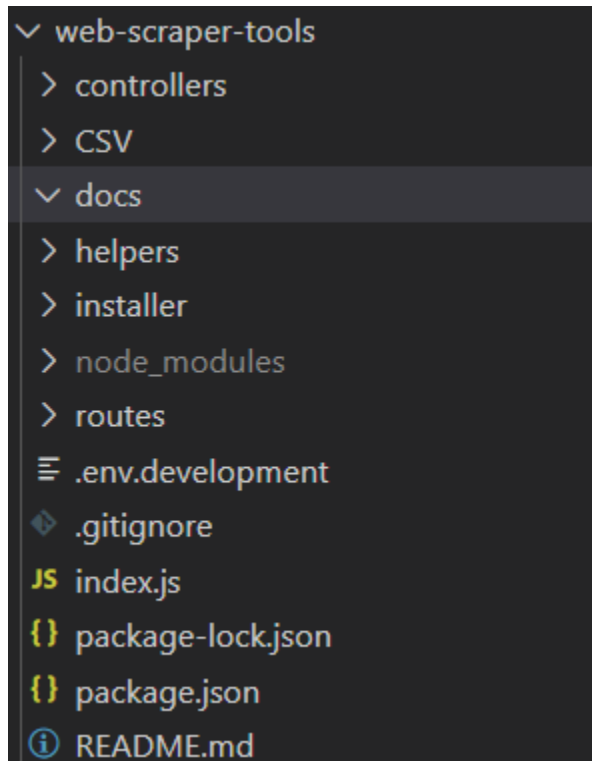 web-scraper-tools
controllers
CSV
docs
helpers
installer
node_modules
routes
.env.development
.gitignore
JS index.js
{} package-lock.json
{} package.json
README.md